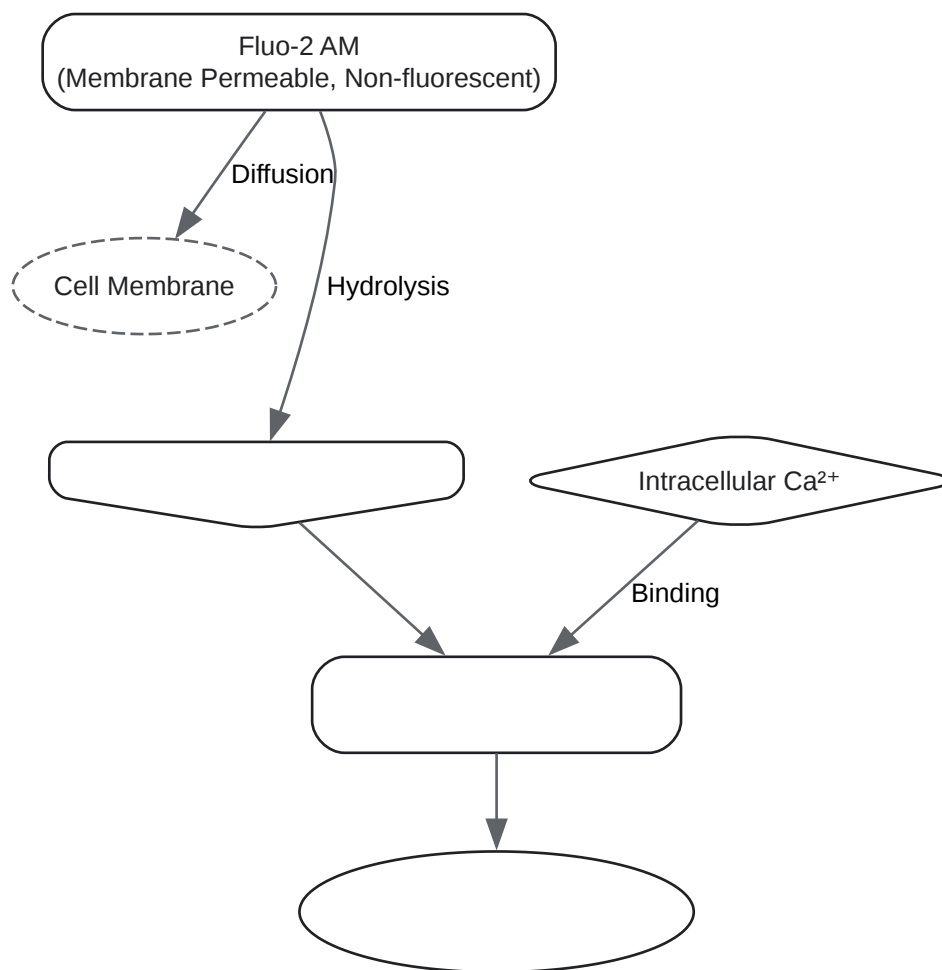 Fluo-2 AM
(Membrane Permeable, Non-fluorescent)
Diffusion
Cell Membrane
Hydrolysis
Intracellular Ca²⁺
Binding